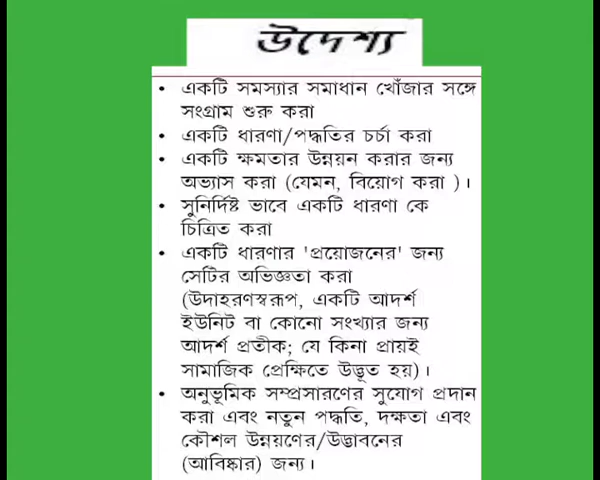 উদেশ্য
• একটি সমস্যার সমাধান খোঁজার সঙ্গে
সংগ্রাম শুরু করা
• একটি ধারণা/পদ্ধতির চর্চা করা
• একটি ক্ষমতার উন্নয়ন করার জন্য
অভ্যাস করা (যেমন, বিয়োগ করা )।
• সুনির্দিষ্ট ভাবে একটি ধারণা কে
চিত্রিত করা
• একটি ধারণার 'প্রয়োজনের' জন্য
সেটির অভিজ্ঞতা করা
(উদাহরণস্বরূপ, একটি আদর্শ
ইউনিট বা কোনো সংখ্যার জন্য
আদর্শ প্রতীক; যে কিনা প্রায়ই
সামাজিক প্রেক্ষিতে উদ্ভূত হয়)।
• অনুভূমিক সম্প্রসারণের সুযোগ প্রদান
করা এবং নতুন পদ্ধতি, দক্ষতা এবং
কৌশল উন্নয়ণের/উদ্ভাবনের
(আবিষ্কার) জন্য।